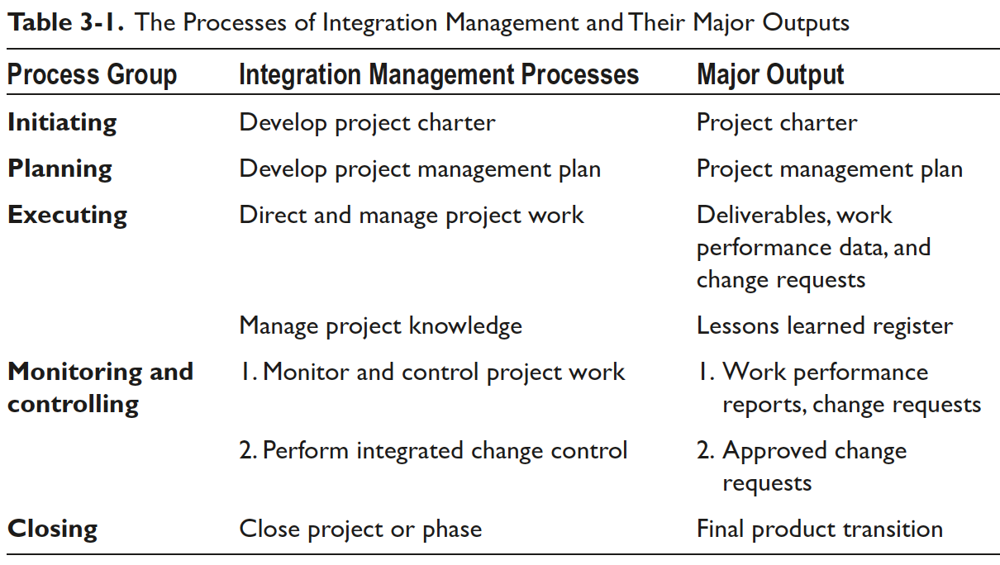 Table 3-1. The Processes of Integration Management and Their Major Outputs
Process Group Integration Management Processes Major Output
Initiating Develop project charter Project charter
Planning Develop project management plan Project management plan
Executing Direct and manage project work Deliverables, work
performance data, and
change requests
Manage project knowledge Lessons learned register
Monitoring and 1. Monitor and control project work 1. Work performance
controlling reports, change requests
2. Perform integrated change control 2. Approved change
requests
Closing Close project or phase Final product transition